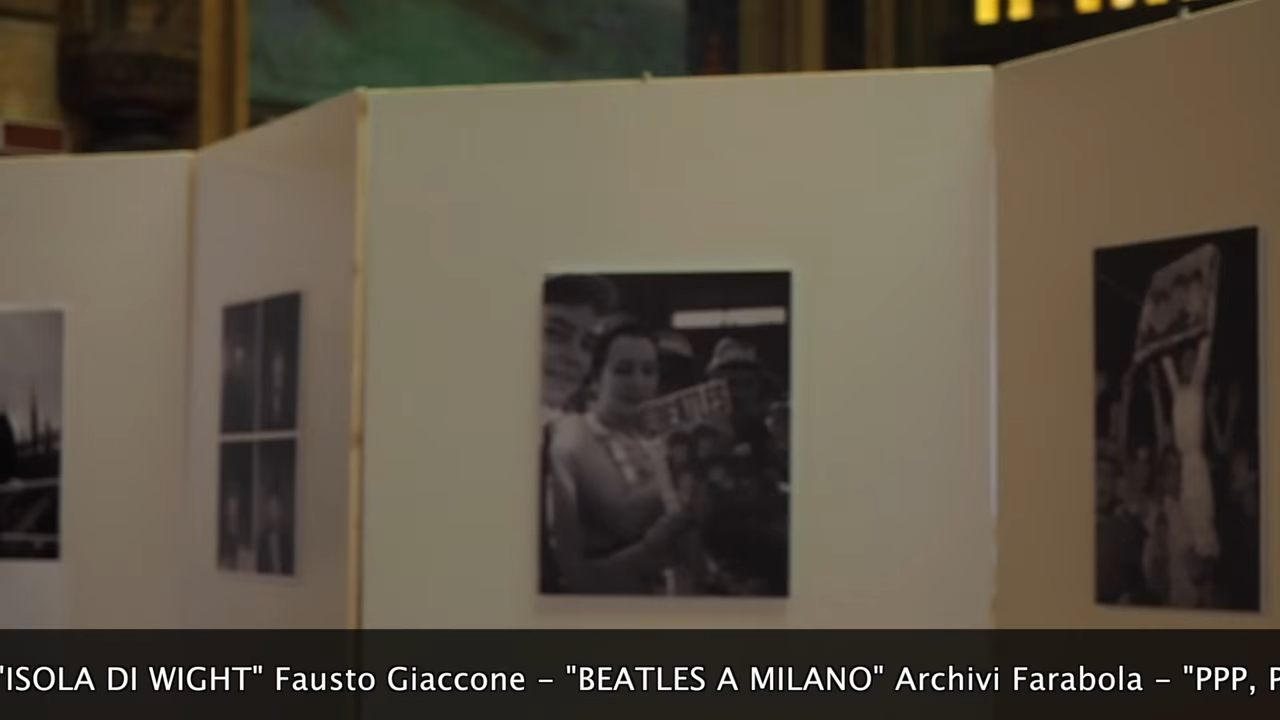 "ISOLA DI WIGHT" Fausto Giaccone – "BEATLES A MILANO" Archivi Farabola – "PPP, P